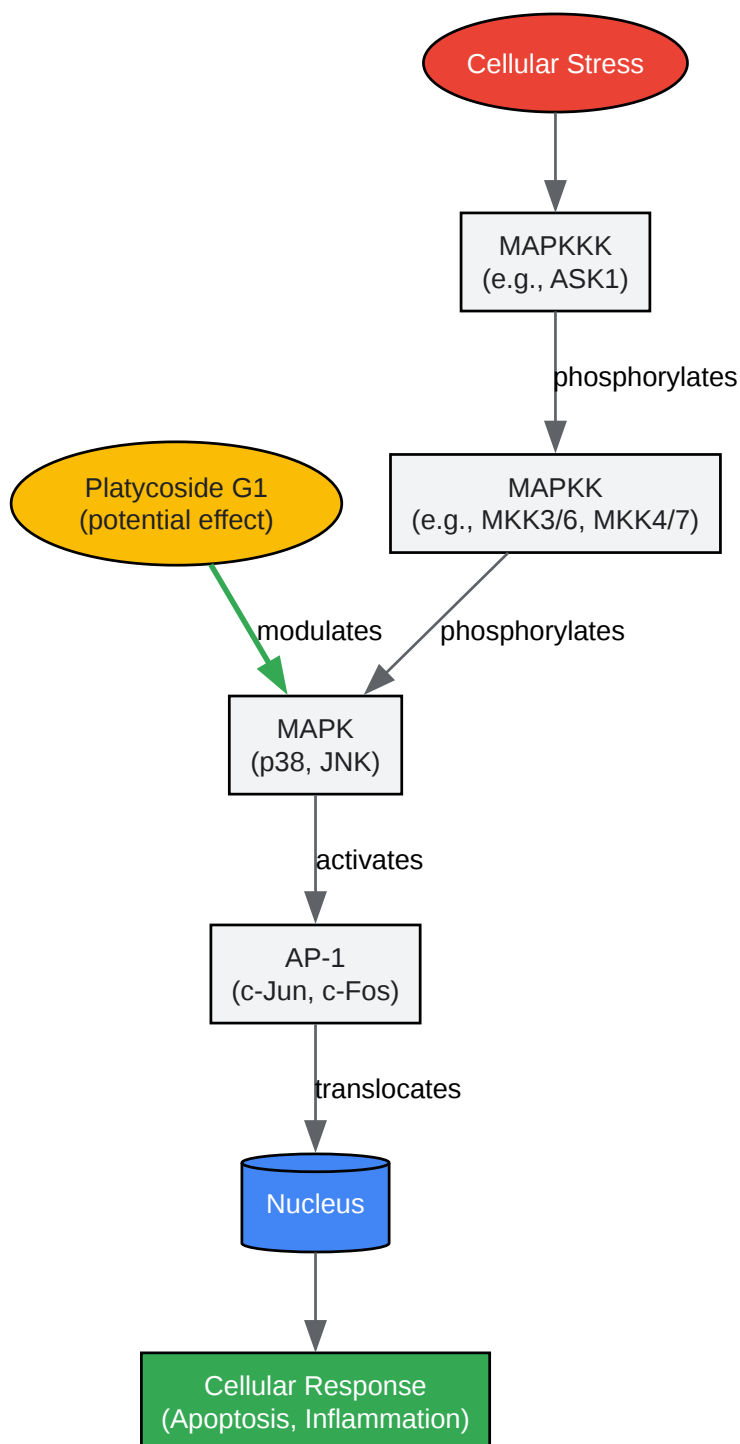 Cellular Stress
MAPKKK
(e.g., ASK1)
phosphorylates
Platycoside G1
(potential effect)
MAPKK
(e.g., MKK3/6, MKK4/7)
modulates
phosphorylates
MAPK
(p38, JNK)
activates
AP-1
(c-Jun, c-Fos)
translocates
Nucleus
Cellular Response
(Apoptosis, Inflammation)